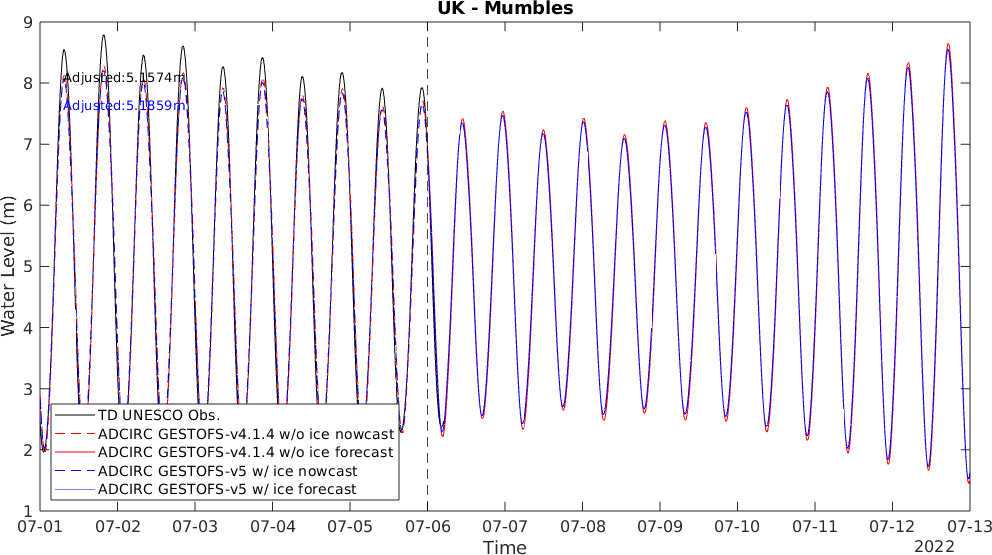 UK - Mumbles
9
8
7
6
5
4
3
2
1
Water Level (m)
Adjusted:5.1574m
Adjusted:5.1859m
TD UNESCO Obs.
ADCIRC GESTOFS-v4.1.4 w/o ice nowcast
ADCIRC GESTOFS-v4.1.4 w/o ice forecast
ADCIRC GESTOFS-v5 w/ ice nowcast
ADCIRC GESTOFS-v5 w/ ice forecast
07-01 07-02 07-03 07-04 07-05 07-06 07-07 07-08 07-09 07-10 07-11 07-12 07-13
Time
2022